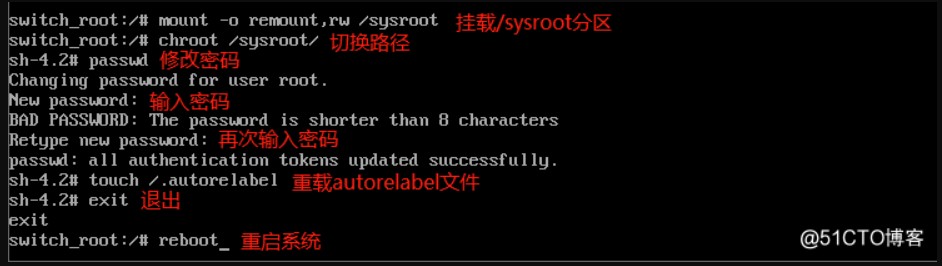 switch_root:/# mount -o remount,rw /sysroot 挂载/sysroot分区
switch_root:/# chroot /sysroot/ 切换路径
sh-4.2# passwd 修改密码
Changing password for user root.
New password: 输入密码
BAD PASSWORD: The password is shorter than 8 characters
Retype new password: 再次输入密码
passwd: all authentication tokens updated successfully.
sh-4.2# touch /.autorelabel 重载autorelabel文件
sh-4.2# exit 退出
exit
switch_root:/# reboot_ 重启系统
@51CTO博客